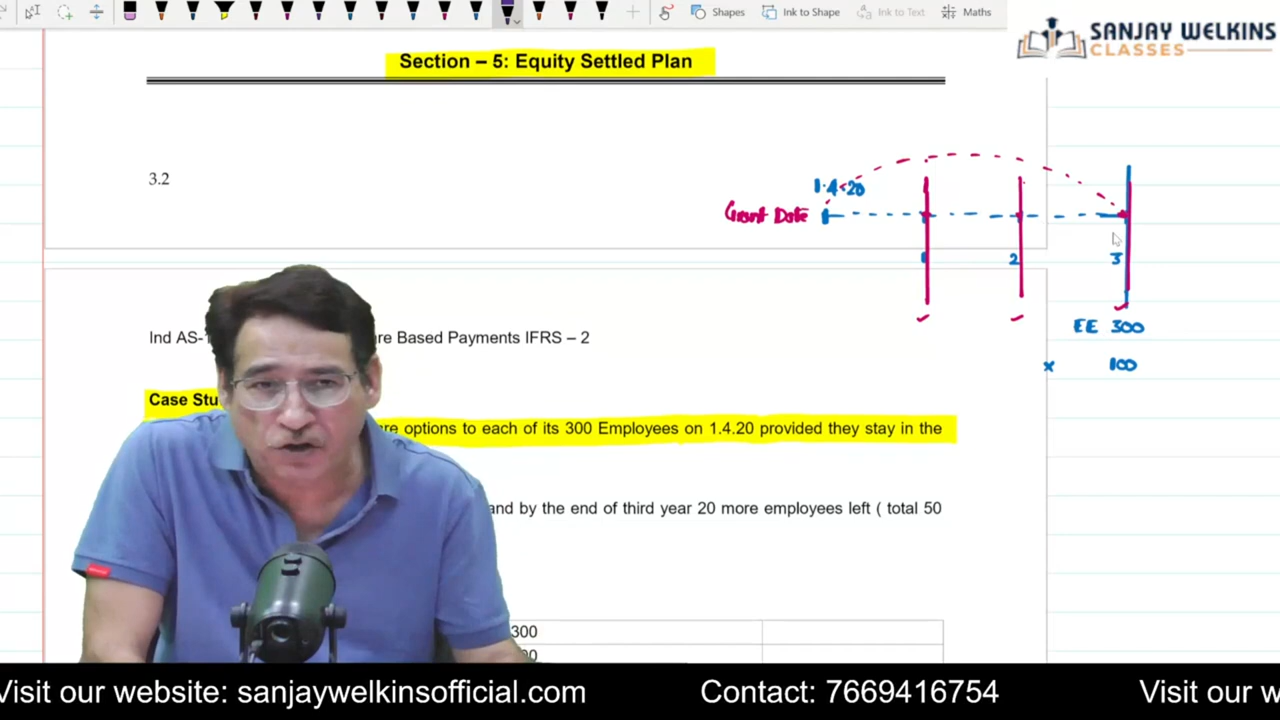 Shapes
Ink to Shape
Ink to Text
Maths
SANJAY WELKINS
CLASSES
Section – 5: Equity Settled Plan
3.2
1.4.20
Grant Date
1 2 3
EE 300
x 100
Ind AS-1
re Based Payments IFRS – 2
Case Stu
re options to each of its 300 Employees on 1.4.20 provided they stay in the
and by the end of third year 20 more employees left ( total 50
300
Visit our website: sanjaywelkinsofficial.com
Contact: 7669416754
Visit our w